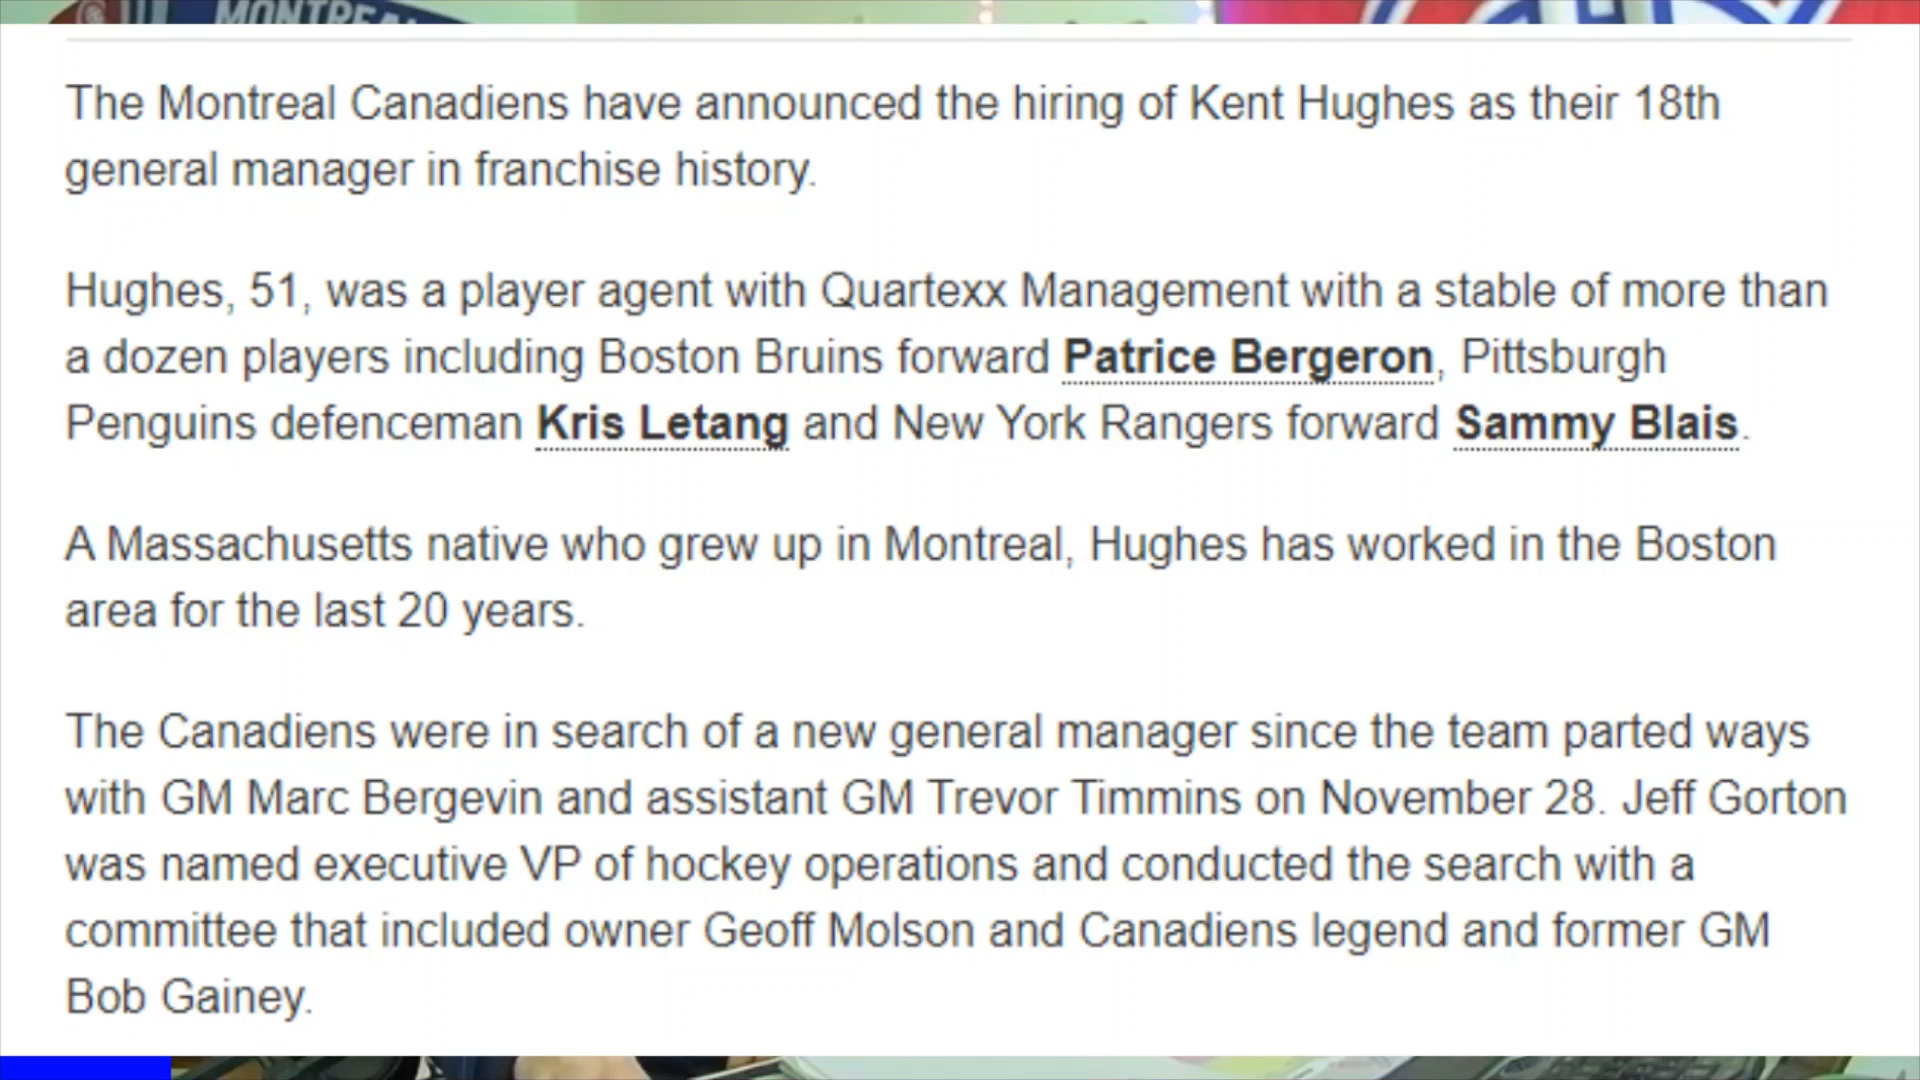 MONTREAL
The Montreal Canadiens have announced the hiring of Kent Hughes as their 18th
general manager in franchise history.
Hughes, 51, was a player agent with Quartexx Management with a stable of more than
a dozen players including Boston Bruins forward Patrice Bergeron, Pittsburgh
Penguins defenceman Kris Letang and New York Rangers forward Sammy Blais.
A Massachusetts native who grew up in Montreal, Hughes has worked in the Boston
area for the last 20 years.
The Canadiens were in search of a new general manager since the team parted ways
with GM Marc Bergevin and assistant GM Trevor Timmins on November 28. Jeff Gorton
was named executive VP of hockey operations and conducted the search with a
committee that included owner Geoff Molson and Canadiens legend and former GM
Bob Gainey.